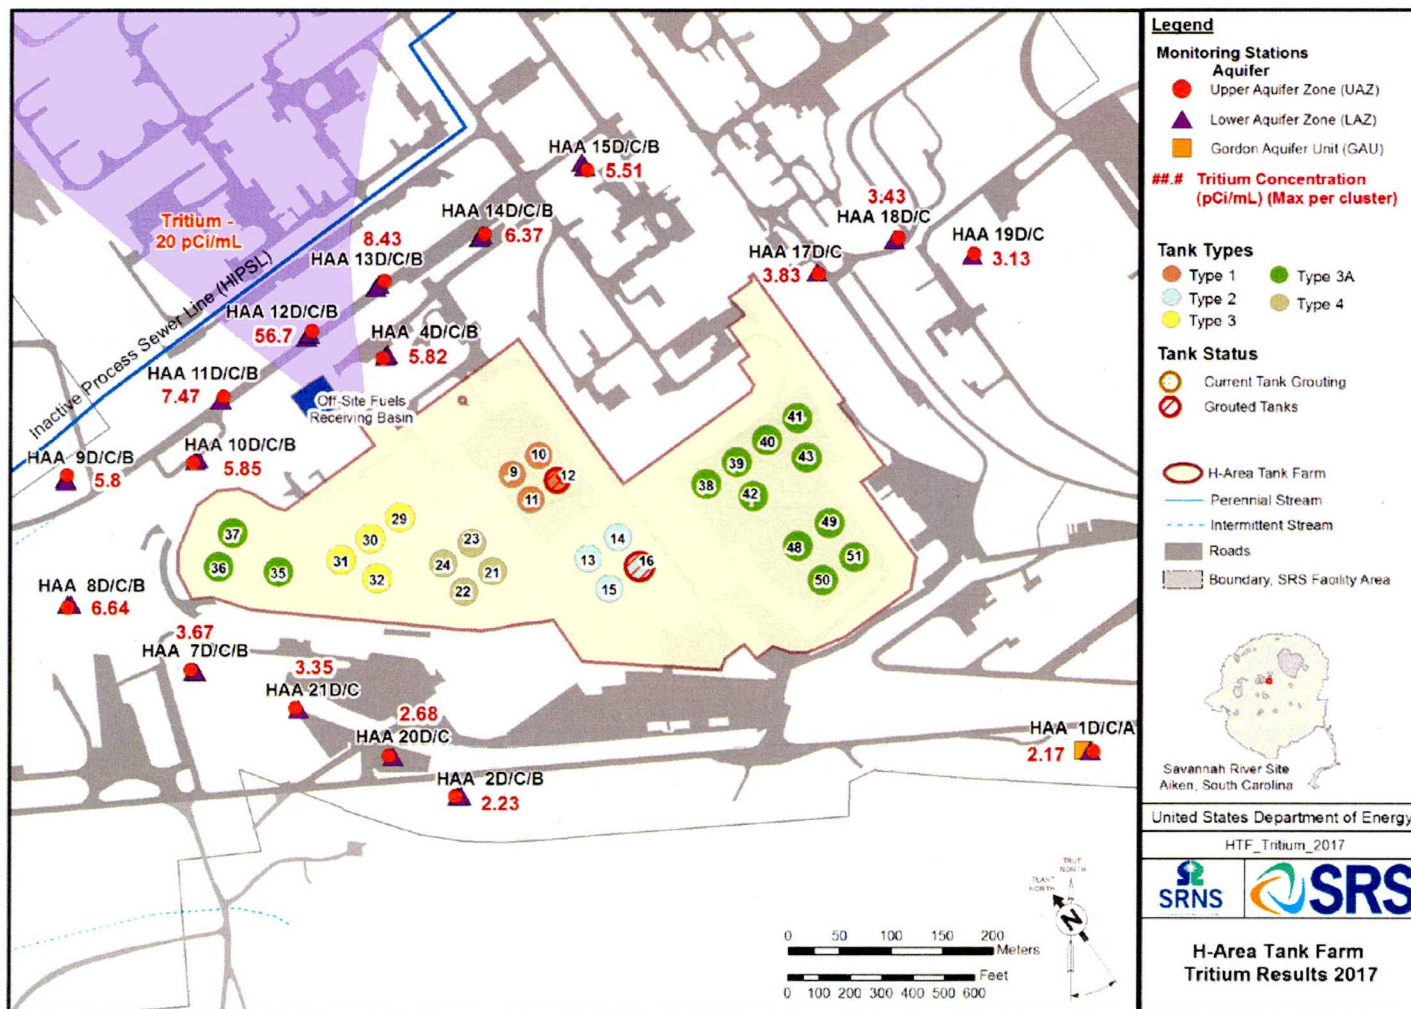 HAA 15D/C/B
5.51
HAA 14D/C/B
6.37
3.43
HAA 18D/C
HAA 19D/C
3.13
HAA 17D/C
3.83
Tritium -
20 pCi/mL
8.43
HAA 13D/C/B
Inactive Process Sewer Line (HIPSL)
HAA 12D/C/B
56.7
HAA 4D/C/B
5.82
HAA 11D/C/B
7.47
Off-Site Fuels
Receiving Basin
HAA 10D/C/B
5.85
HAA 9D/C/B
5.8
41
40
43
39
38
42
10
9
12
11
49
48
51
50
29
30
31
32
23
24
21
22
14
13
16
15
37
36
35
HAA 8D/C/B
6.64
3.67
HAA 7D/C/B
3.35
HAA 21D/C
2.68
HAA 20D/C
HAA 2D/C/B
2.23
HAA 1D/C/A
2.17
TRUE
NORTH
PLANT
NORTH
N
0 50 100 150 200
Meters
Feet
0 100 200 300 400 500 600
Legend
Monitoring Stations
Aquifer
Upper Aquifer Zone (UAZ)
Lower Aquifer Zone (LAZ)
Gordon Aquifer Unit (GAU)
##.# Tritium Concentration
(pCi/mL) (Max per cluster)
Tank Types
Type 1
Type 3A
Type 2
Type 4
Type 3
Tank Status
Current Tank Grouting
Grouted Tanks
H-Area Tank Farm
Perennial Stream
Intermittent Stream
Roads
Boundary, SRS Facility Area
Savannah River Site
Aiken, South Carolina
United States Department of Energy
HTF_Tritium_2017
SRNS
SRS
H-Area Tank Farm
Tritium Results 2017